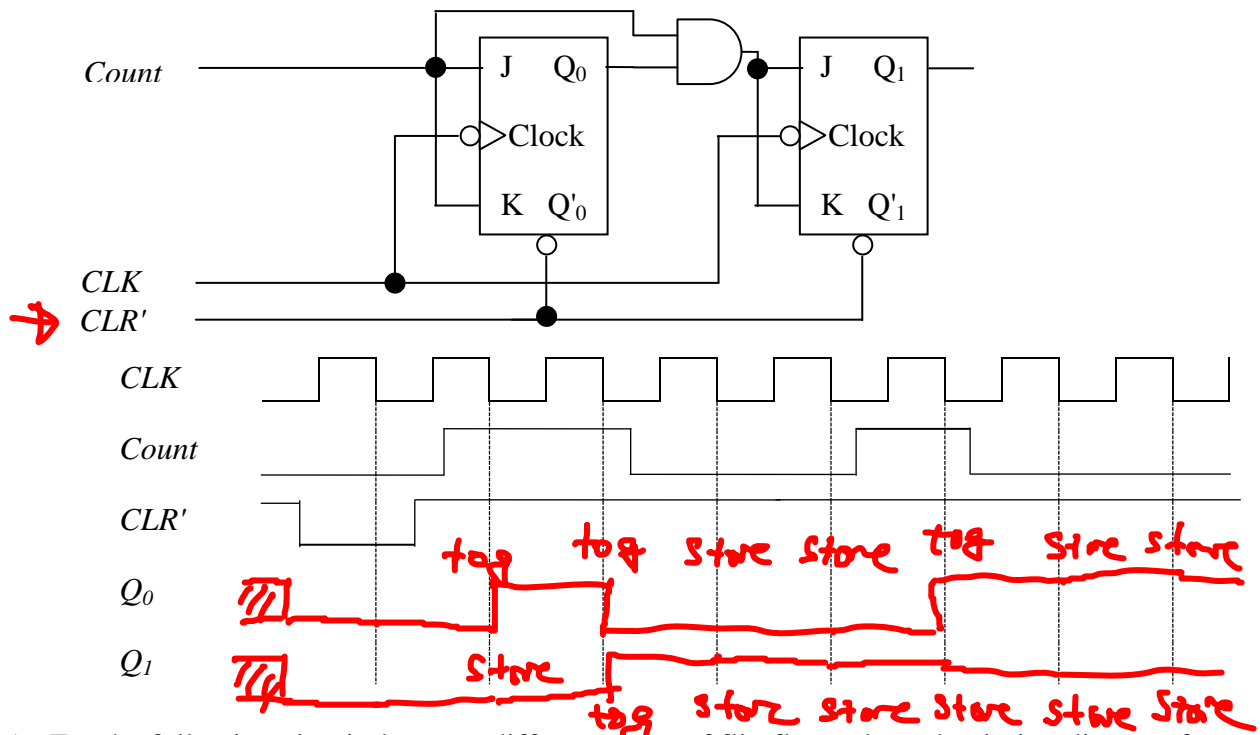 Count
J Q₀
J Q₁
Clock
Clock
K Q'₀
K Q'₁
CLK
CLR'
CLK
Count
CLR'
tog tog store store tog store store
Q₀
Q₁
store
tog store store store store store